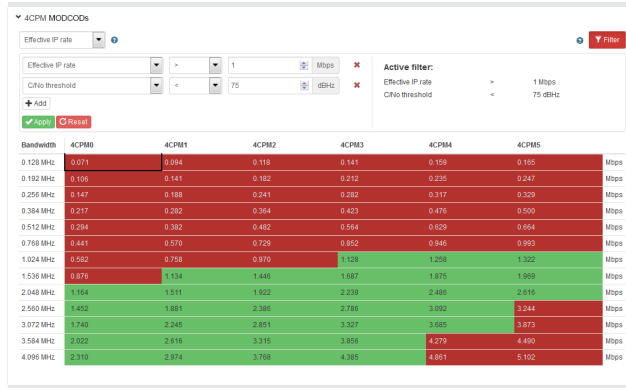 4CPM MODCODs
Effective IP rate
Filter
Effective IP rate > 1 Mbps
C/No threshold < 75 dBHz
Add
Apply Reset
Active filter:
Effective IP rate > 1 Mbps
C/No threshold < 75 dBHz
Bandwidth 4CPM0 4CPM1 4CPM2 4CPM3 4CPM4 4CPM5
0.128 MHz 0.071 0.094 0.118 0.141 0.159 0.165 Mbps
0.192 MHz 0.106 0.141 0.182 0.212 0.235 0.247 Mbps
0.256 MHz 0.147 0.188 0.241 0.282 0.317 0.329 Mbps
0.384 MHz 0.217 0.282 0.364 0.423 0.476 0.500 Mbps
0.512 MHz 0.294 0.382 0.482 0.564 0.629 0.664 Mbps
0.768 MHz 0.441 0.570 0.729 0.852 0.946 0.993 Mbps
1.024 MHz 0.582 0.758 0.970 1.128 1.258 1.322 Mbps
1.536 MHz 0.876 1.134 1.446 1.687 1.875 1.969 Mbps
2.048 MHz 1.164 1.511 1.922 2.239 2.486 2.616 Mbps
2.560 MHz 1.452 1.881 2.386 2.786 3.092 3.244 Mbps
3.072 MHz 1.740 2.245 2.851 3.327 3.685 3.873 Mbps
3.584 MHz 2.022 2.616 3.315 3.856 4.279 4.490 Mbps
4.096 MHz 2.310 2.974 3.768 4.385 4.861 5.102 Mbps